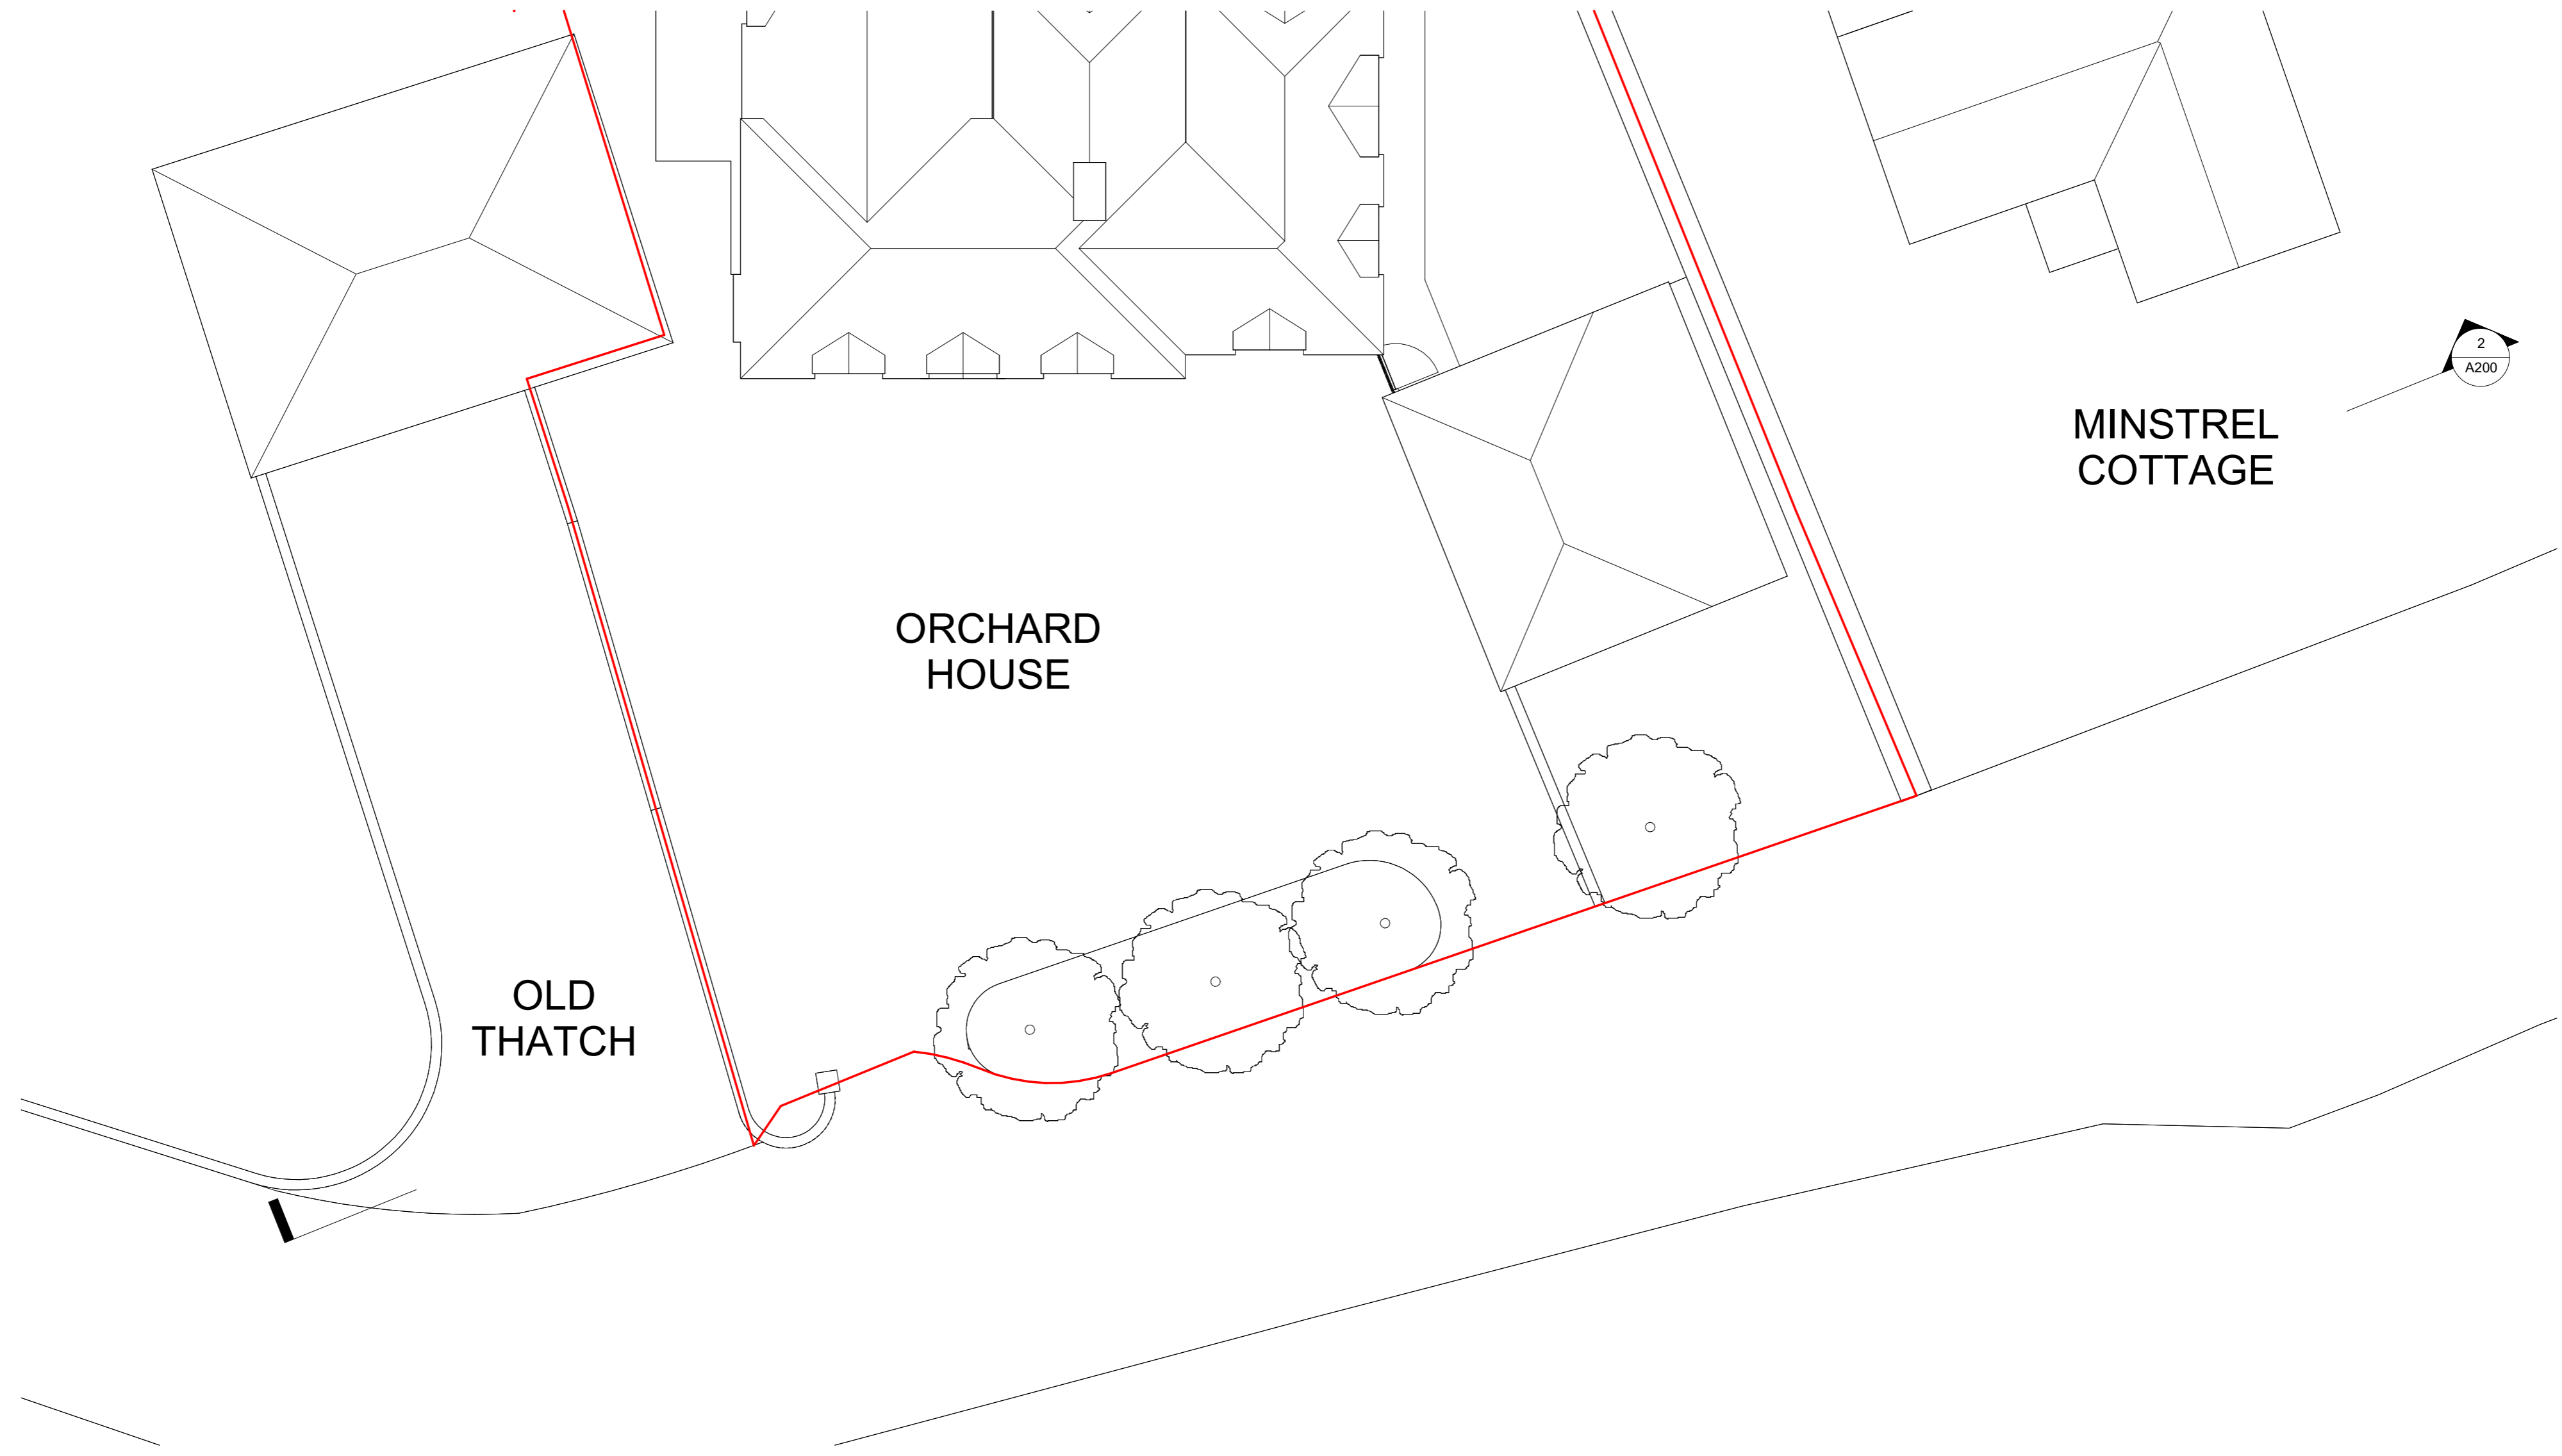 2
A200
MINSTREL
COTTAGE
ORCHARD
HOUSE
OLD
THATCH